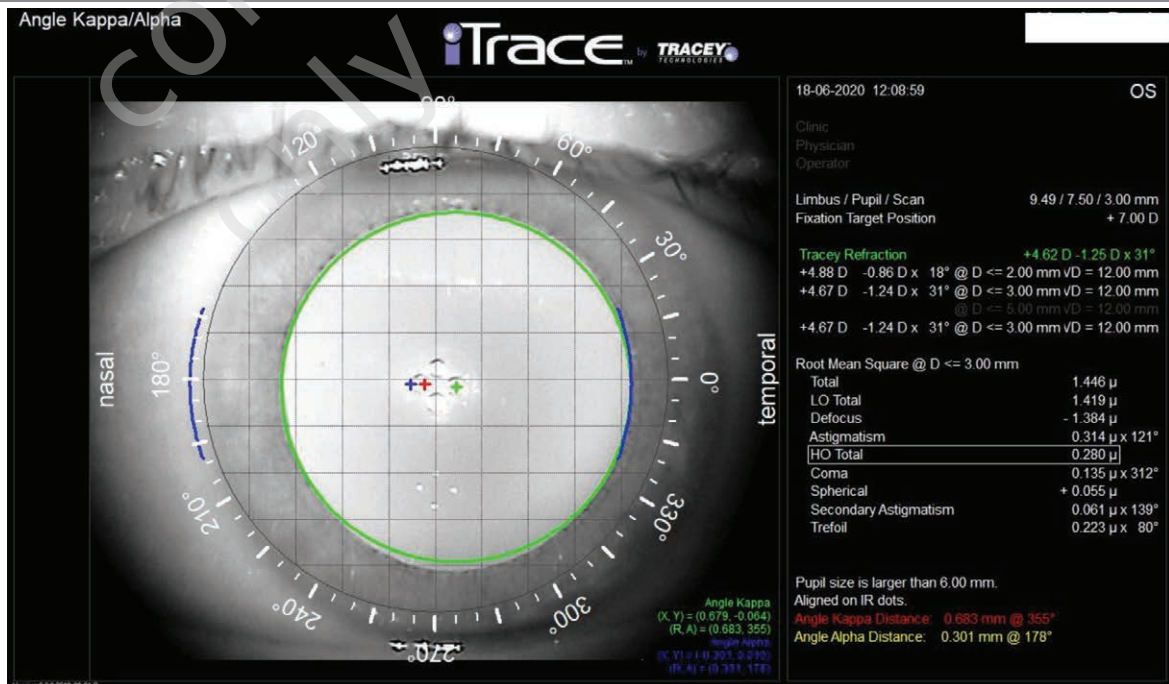 Angle Kappa/Alpha
iTrace™ by TRACEY TECHNOLOGIES
18-06-2020 12:08:59 OS
Clinic
Physician
Operator
Limbus / Pupil / Scan 9.49 / 7.50 / 3.00 mm
Fixation Target Position + 7.00 D
Tracey Refraction +4.62 D -1.25 D x 31°
+4.88 D -0.86 D x 18° @ D <= 2.00 mm VD = 12.00 mm
+4.67 D -1.24 D x 31° @ D <= 3.00 mm VD = 12.00 mm
@ D <= 5.00 mm VD = 12.00 mm
+4.67 D -1.24 D x 31° @ D <= 3.00 mm VD = 12.00 mm
Root Mean Square @ D <= 3.00 mm
Total 1.446 µ
LO Total 1.419 µ
Defocus - 1.384 µ
Astigmatism 0.314 µ x 121°
HO Total 0.280 µ
Coma 0.135 µ x 312°
Spherical + 0.055 µ
Secondary Astigmatism 0.061 µ x 139°
Trefoil 0.223 µ x 80°
Pupil size is larger than 6.00 mm.
Aligned on IR dots.
Angle Kappa Distance: 0.683 mm @ 355°
Angle Alpha Distance: 0.301 mm @ 178°
90°
120°
60°
30°
nasal
180°
0°
temporal
210°
330°
240°
300°
270°
Angle Kappa
(X, Y) = (0.679, -0.064)
(R, A) = (0.683, 355)
Angle Alpha
only